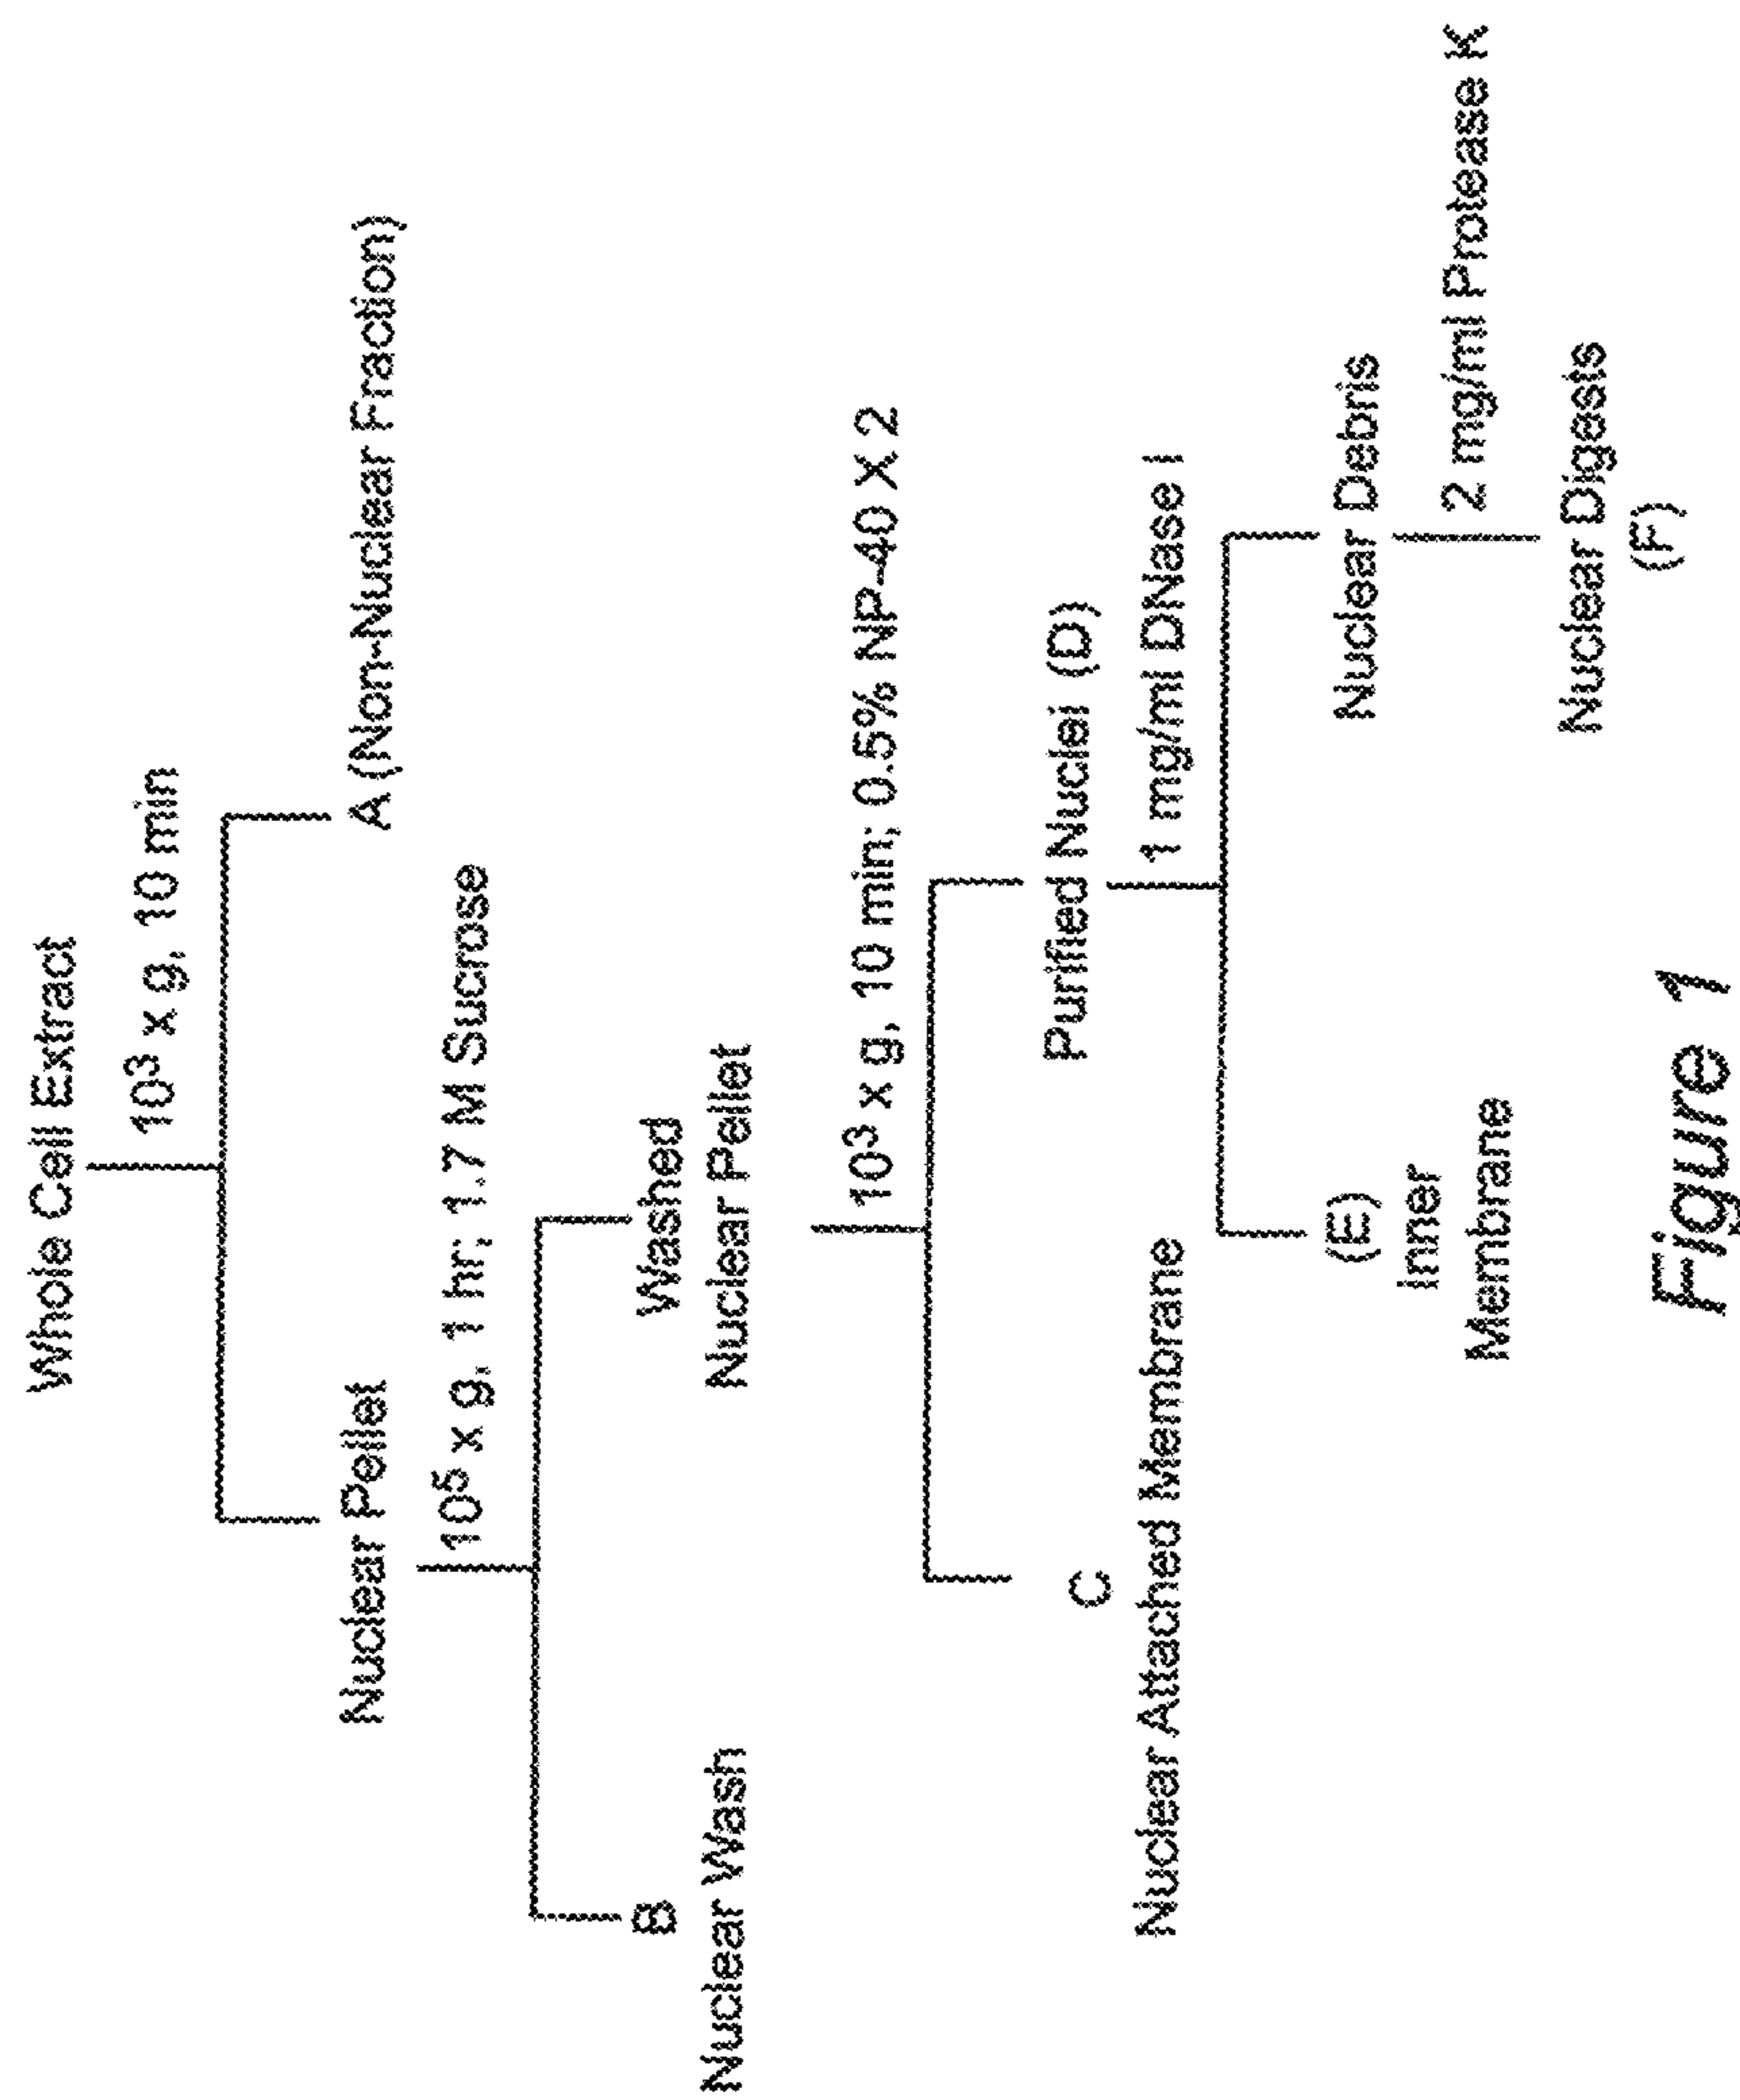 Whole Cell Extract
10³ x g, 10 min
Nuclear Pellet
A (Non-Nuclear Fraction)
10⁵ x g, 1 hr; 1.7 M Sucrose
B
Nuclear Wash
Washed
Nuclear Pellet
10³ x g, 10 min; 0.5% NP-40 X 2
C
Nuclear Attached Membrane
Purified Nuclei (D)
1 mg/ml DNase I
(E)
Inner
Membrane
Nuclear Debris
2 mg/ml Protease K
Nuclear Digests
(F)
Figure 1